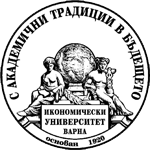 С АКАДЕМИЧНИ ТРАДИЦИИ В БЪДЕЩЕТО
ИКОНОМИЧЕСКИ
УНИВЕРСИТЕТ
ВАРНА
основан 1920